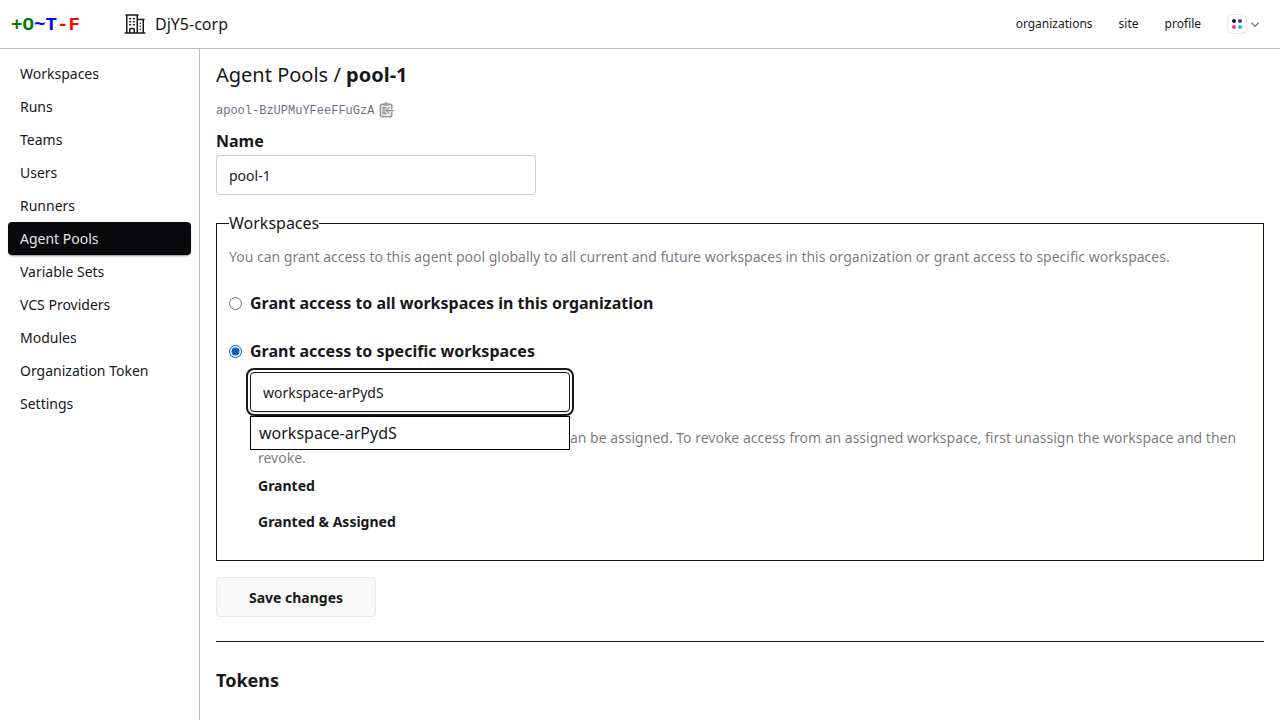 +O~T-F
DjY5-corp
organizations
site
profile
Workspaces
Runs
Teams
Users
Runners
Agent Pools
Variable Sets
VCS Providers
Modules
Organization Token
Settings
Agent Pools / pool-1
apool-BzUPMuYFeeFFuGzA
Name
pool-1
Workspaces
You can grant access to this agent pool globally to all current and future workspaces in this organization or grant access to specific workspaces.
Grant access to all workspaces in this organization
Grant access to specific workspaces
workspace-arPydS
workspace-arPydS
be assigned. To revoke access from an assigned workspace, first unassign the workspace and then
revoke.
Granted
Granted & Assigned
Save changes
Tokens